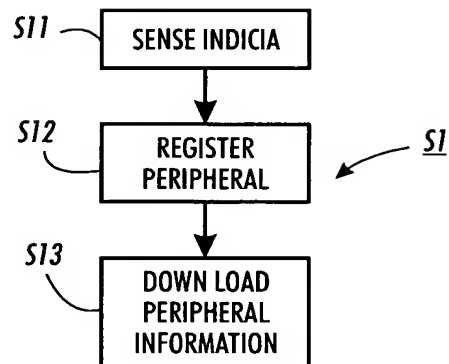 S11
SENSE INDICIA
S12
REGISTER
PERIPHERAL
S1
S13
DOWN LOAD
PERIPHERAL
INFORMATION